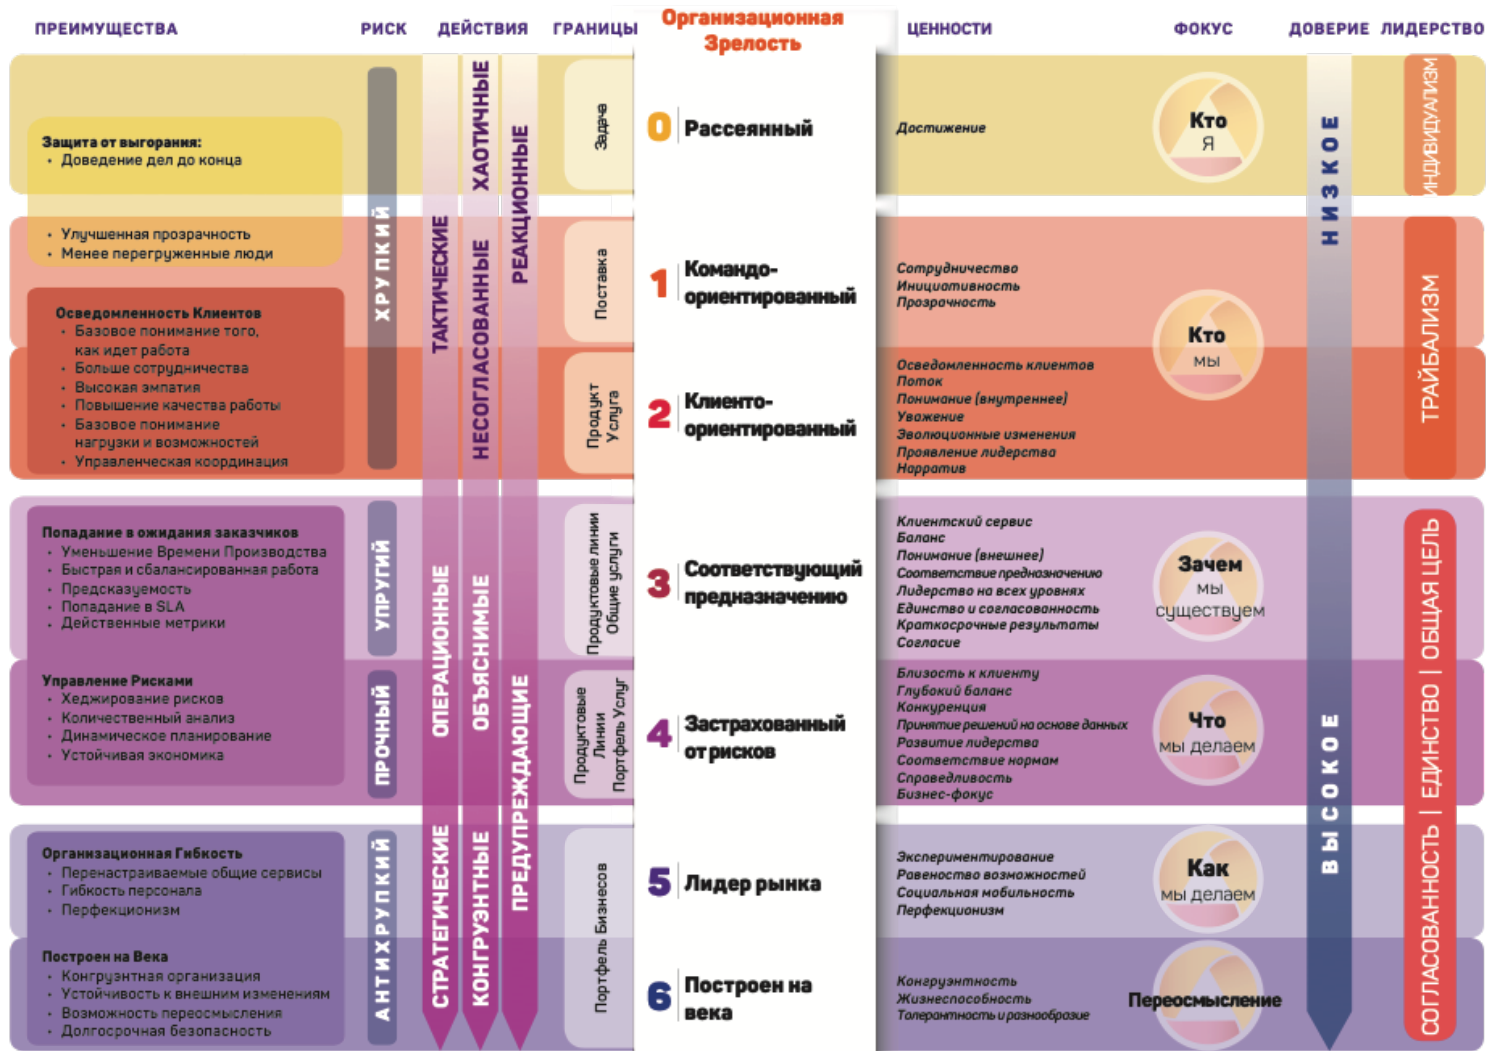 ПРЕИМУЩЕСТВА
РИСК
ДЕЙСТВИЯ
ГРАНИЦЫ
Организационная
Зрелость
ЦЕННОСТИ
ФОКУС
ДОВЕРИЕ
ЛИДЕРСТВО
Защита от выгорания:
• Доведение дел до конца
• Улучшенная прозрачность
• Менее перегруженные люди
Осведомленность Клиентов
• Базовое понимание того,
как идет работа
• Больше сотрудничества
• Высокая эмпатия
• Повышение качества работы
• Базовое понимание
нагрузки и возможностей
• Управленческая координация
Попадание в ожидания заказчиков
• Уменьшение Времени Производства
• Быстрая и сбалансированная работа
• Предсказуемость
• Попадание в SLA
• Действенные метрики
Управление Рисками
• Хеджирование рисков
• Количественный анализ
• Динамическое планирование
• Устойчивая экономика
Организационная Гибкость
• Перенастраиваемые общие сервисы
• Гибкость персонала
• Перфекционизм
Построен на Века
• Конгруэнтная организация
• Устойчивость к внешним изменениям
• Возможность переосмысления
• Долгосрочная безопасность
ХРУПКИЙ
УПРУГИЙ
ПРОЧНЫЙ
АНТИХРУПКИЙ
ТАКТИЧЕСКИЕ
ОПЕРАЦИОННЫЕ
СТРАТЕГИЧЕСКИЕ
ХАОТИЧНЫЕ
НЕСОГЛАСОВАННЫЕ
ОБЪЯСНИМЫЕ
КОНГРУЭНТНЫЕ
РЕАКЦИОННЫЕ
ПРЕДУПРЕЖДАЮЩИЕ
Задача
Поставка
Продукт
Услуга
Продуктовые линии
Общие услуги
Продуктовые
Линии
Портфель Услуг
Портфель Бизнесов
0 Рассеянный
1 Командо-
ориентированный
2 Клиенто-
ориентированный
3 Соответствующий
предназначению
4 Застрахованный
от рисков
5 Лидер рынка
6 Построен на
века
Достижение
Сотрудничество
Инициативность
Прозрачность
Осведомленность клиентов
Поток
Понимание (внутреннее)
Уважение
Эволюционные изменения
Проявление лидерства
Нарратив
Клиентский сервис
Баланс
Понимание (внешнее)
Соответствие предназначению
Лидерство на всех уровнях
Единство и согласованность
Краткосрочные результаты
Согласие
Близость к клиенту
Глубокий баланс
Конкуренция
Принятие решений на основе данных
Развитие лидерства
Соответствие нормам
Справедливость
Бизнес-фокус
Экспериментирование
Равенство возможностей
Социальная мобильность
Перфекционизм
Конгруэнтность
Жизнеспособность
Толерантность и разнообразие
Кто
Я
Кто
мы
Зачем
мы
существуем
Что
мы делаем
Как
мы делаем
Переосмысление
НИЗКОЕ
ВЫСОКОЕ
ИНДИВИДУАЛИЗМ
ТРАЙБАЛИЗМ
СОГЛАСОВАННОСТЬ | ЕДИНСТВО | ОБЩАЯ ЦЕЛЬ